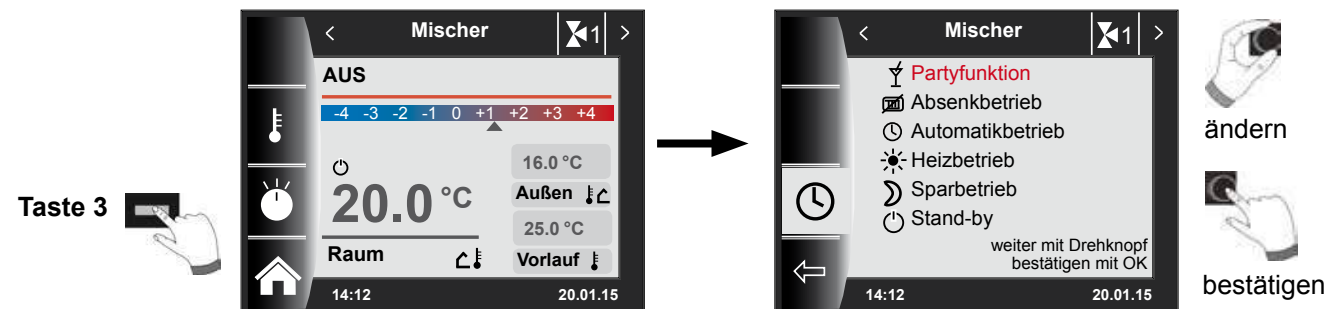 Taste 3
< Mischer 1 >
AUS
-4 -3 -2 -1 0 +1 +2 +3 +4
16.0 °C
20.0 °C
Außen
25.0 °C
Raum
Vorlauf
14:12 20.01.15
< Mischer 1 >
Partyfunktion
Absenkbetrieb
Automatikbetrieb
Heizbetrieb
Sparbetrieb
Stand-by
weiter mit Drehknopf
bestätigen mit OK
14:12 20.01.15
ändern
bestätigen